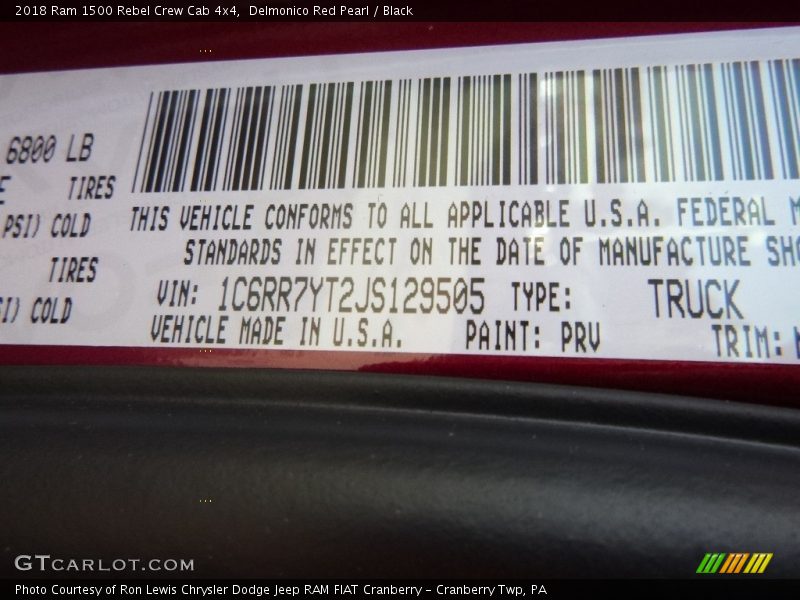 2018 Ram 1500 Rebel Crew Cab 4x4, Delmonico Red Pearl / Black
6800 LB
TIRES
PSI) COLD
THIS VEHICLE CONFORMS TO ALL APPLICABLE U.S.A. FEDERAL M
STANDARDS IN EFFECT ON THE DATE OF MANUFACTURE SHO
TIRES
SI) COLD
VIN: 1C6RR7YT2JS129505 TYPE: TRUCK
VEHICLE MADE IN U.S.A. PAINT: PRV TRIM:
GTCARLOT.COM
Photo Courtesy of Ron Lewis Chrysler Dodge Jeep RAM FIAT Cranberry – Cranberry Twp, PA